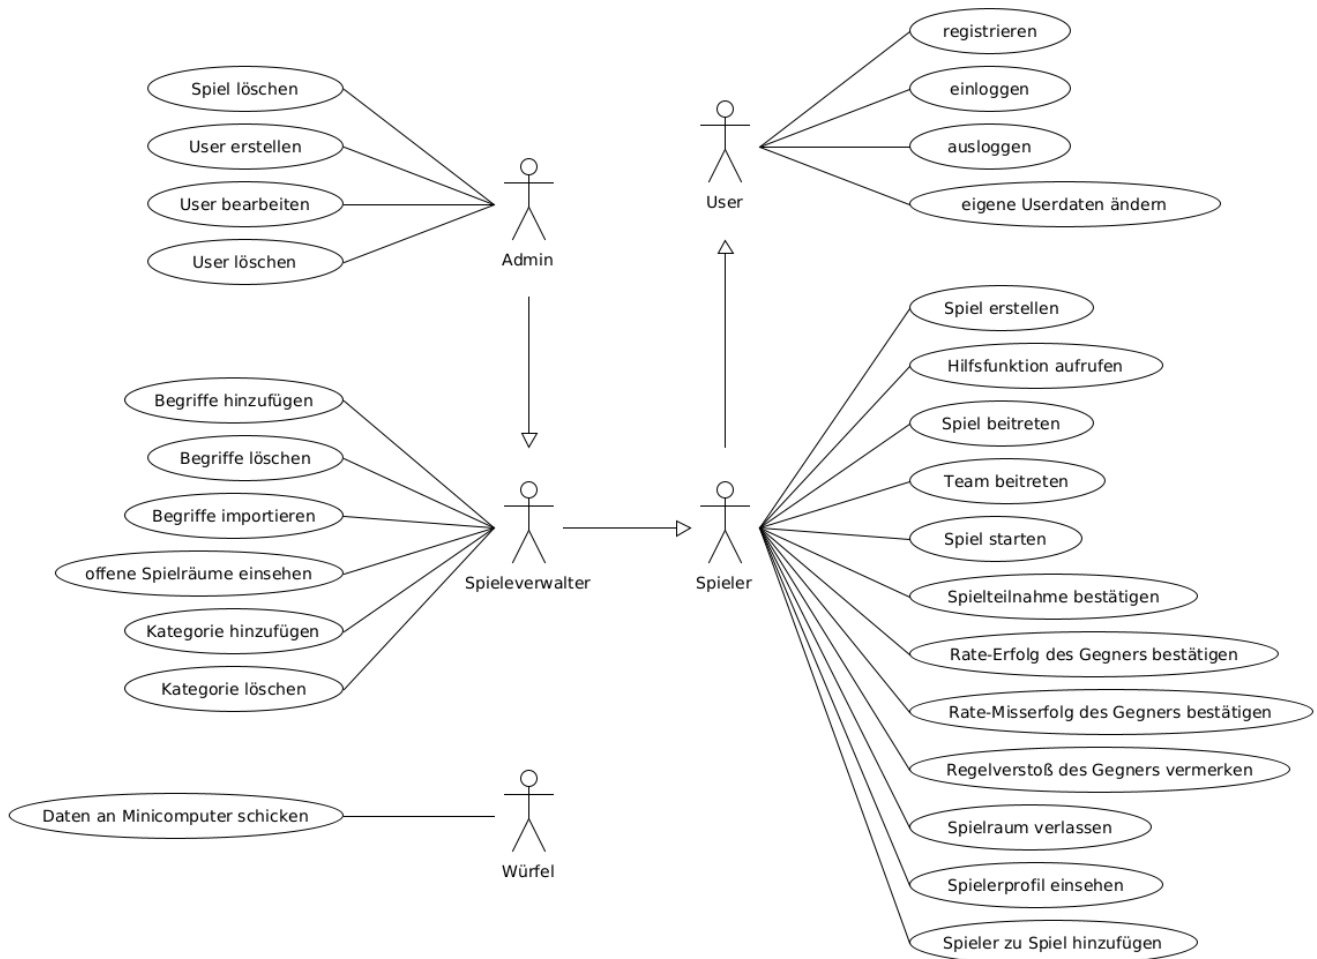 Spiel löschen
User erstellen
User bearbeiten
User löschen
Admin
registrieren
einloggen
ausloggen
eigene Userdaten ändern
User
Begriffe hinzufügen
Begriffe löschen
Begriffe importieren
offene Spielräume einsehen
Kategorie hinzufügen
Kategorie löschen
Spieleverwalter
Spieler
Spiel erstellen
Hilfsfunktion aufrufen
Spiel beitreten
Team beitreten
Spiel starten
Spielteilnahme bestätigen
Rate-Erfolg des Gegners bestätigen
Rate-Misserfolg des Gegners bestätigen
Regelverstoß des Gegners vermerken
Spielraum verlassen
Spielerprofil einsehen
Spieler zu Spiel hinzufügen
Daten an Minicomputer schicken
Würfel